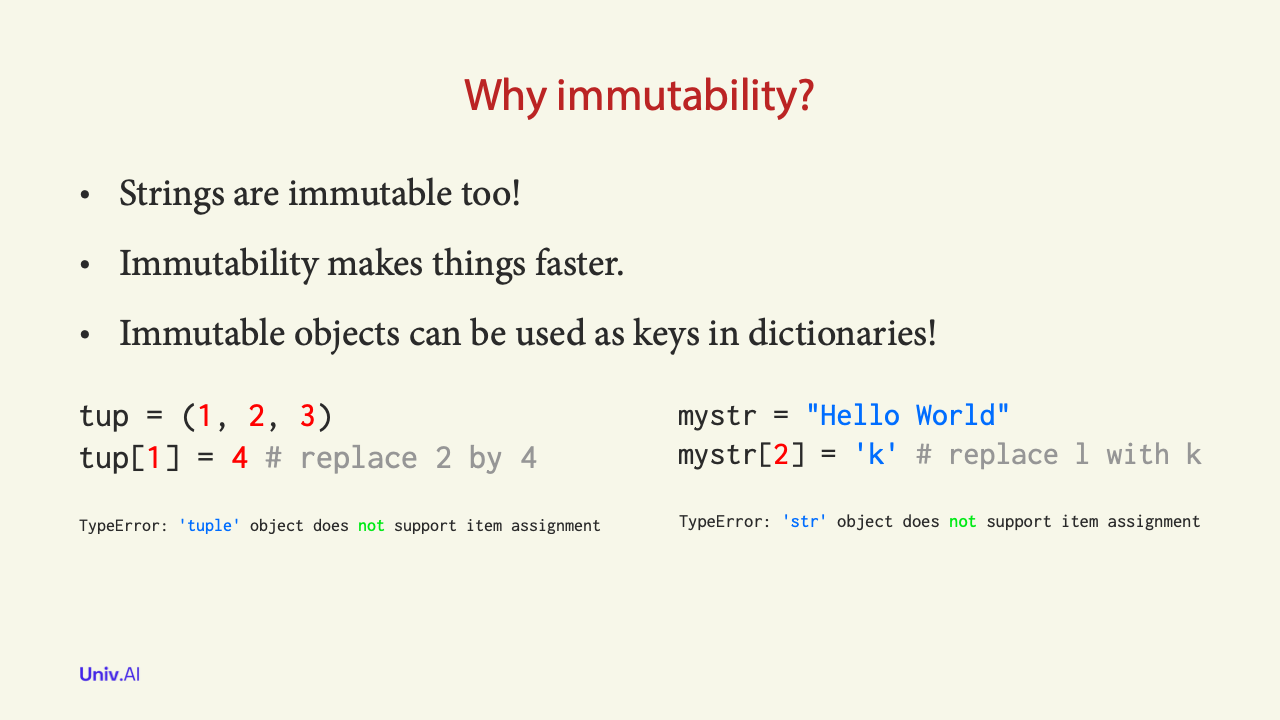 Why immutability?
• Strings are immutable too!
• Immutability makes things faster.
• Immutable objects can be used as keys in dictionaries!
tup = (1, 2, 3)
tup[1] = 4 # replace 2 by 4
TypeError: 'tuple' object does not support item assignment
mystr = "Hello World"
mystr[2] = 'k' # replace l with k
TypeError: 'str' object does not support item assignment
Univ.AI